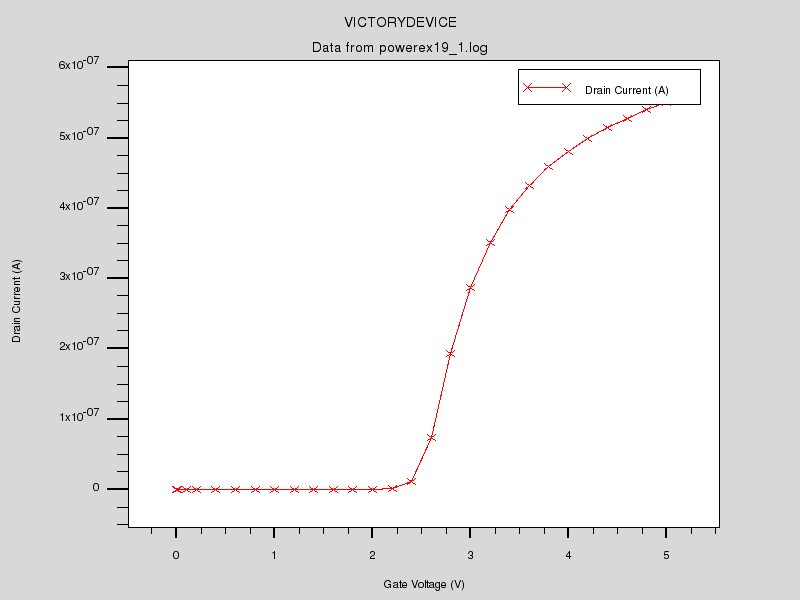 VICTORYDEVICE
Data from powerex19_1.log
Drain Current (A)
6x10-07
5x10-07
4x10-07
3x10-07
2x10-07
1x10-07
0
Drain Current (A)
0 1 2 3 4 5
Gate Voltage (V)